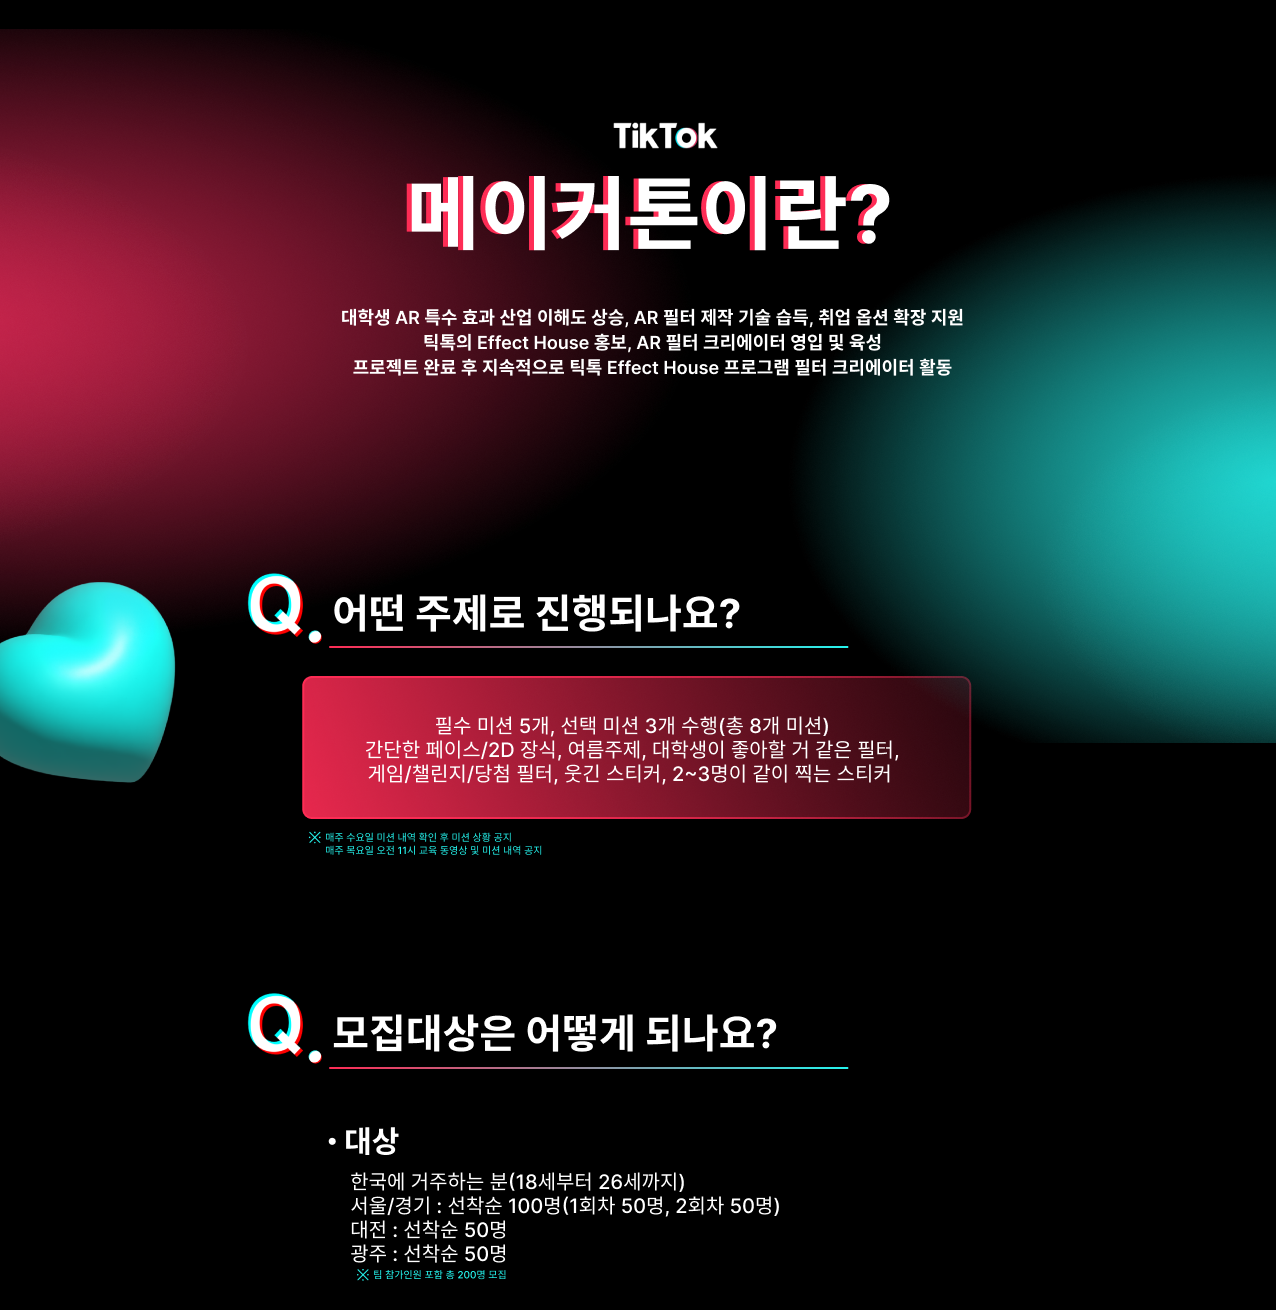 TikTok
메이커톤이란?
대학생 AR 특수 효과 산업 이해도 상승, AR 필터 제작 기술 습득, 취업 옵션 확장 지원
틱톡의 Effect House 홍보, AR 필터 크리에이터 영입 및 육성
프로젝트 완료 후 지속적으로 틱톡 Effect House 프로그램 필터 크리에이터 활동
Q. 어떤 주제로 진행되나요?
필수 미션 5개, 선택 미션 3개 수행(총 8개 미션)
간단한 페이스/2D 장식, 여름주제, 대학생이 좋아할 거 같은 필터,
게임/챌린지/당첨 필터, 웃긴 스티커, 2~3명이 같이 찍는 스티커
※ 매주 수요일 미션 내역 확인 후 미션 상황 공지
매주 목요일 오전 11시 교육 동영상 및 미션 내역 공지
Q. 모집대상은 어떻게 되나요?
• 대상
한국에 거주하는 분(18세부터 26세까지)
서울/경기 : 선착순 100명(1회차 50명, 2회차 50명)
대전 : 선착순 50명
광주 : 선착순 50명
※ 팀 참가인원 포함 총 200명 모집